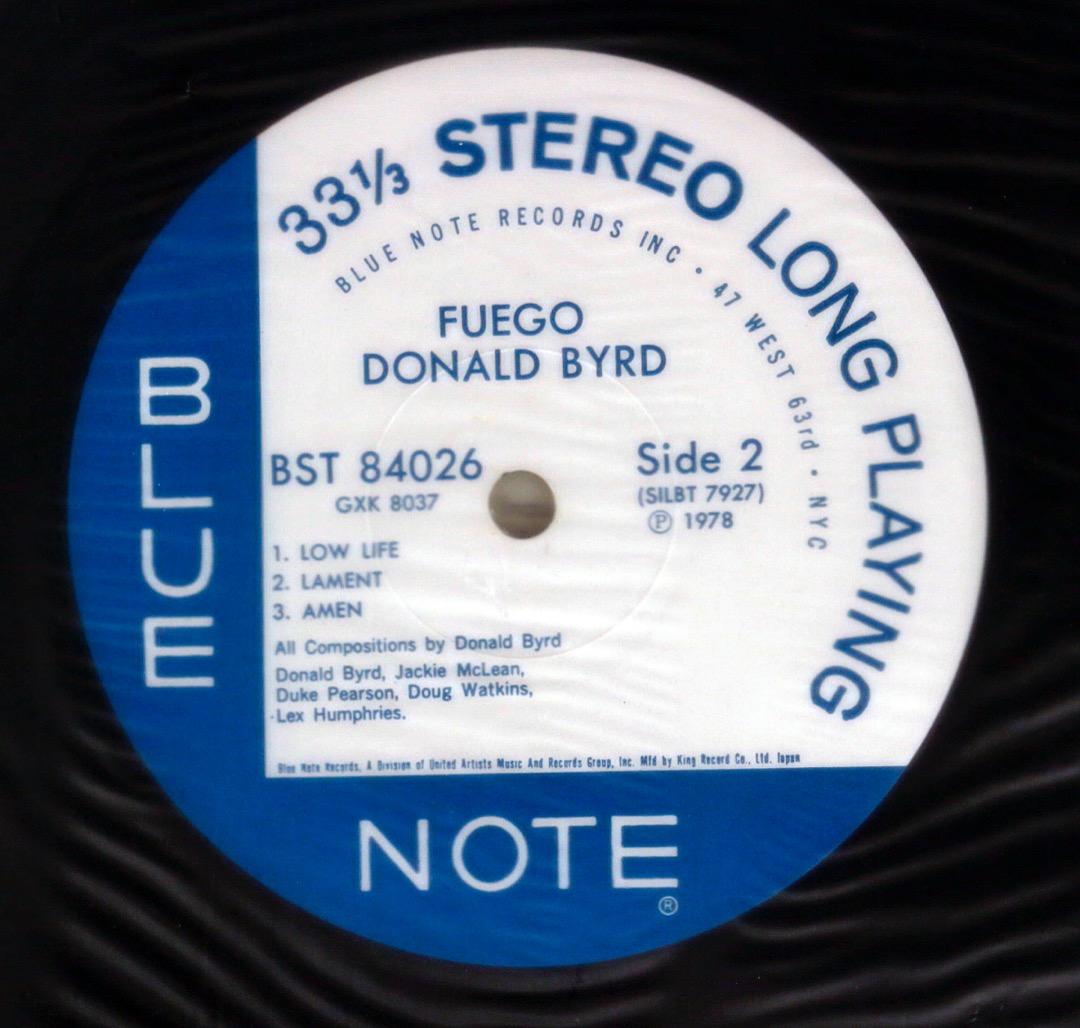 33⅓ STEREO LONG PLAYING
BLUE NOTE RECORDS INC • 47 WEST 63rd • NYC
FUEGO
DONALD BYRD
BST 84026
GXK 8037
Side 2
(SILBT 7927)
Ⓟ 1978
1. LOW LIFE
2. LAMENT
3. AMEN
All Compositions by Donald Byrd
Donald Byrd, Jackie McLean,
Duke Pearson, Doug Watkins,
Lex Humphries.
Blue Note Records, A Division of United Artists Music And Records Group, Inc. Mfd by King Record Co., Ltd. Japan
BLUE
NOTE
®